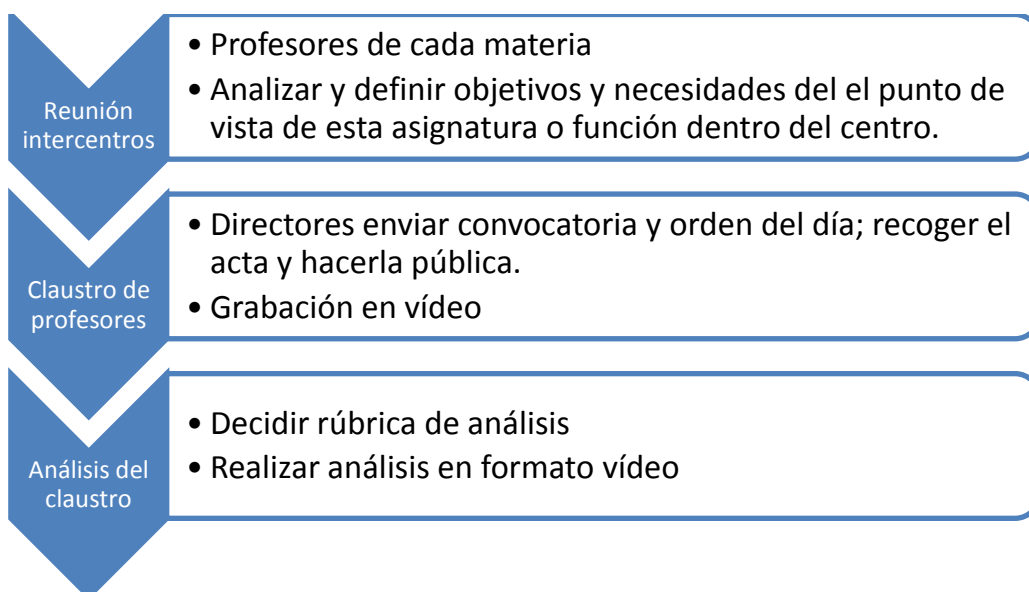 Reunión
intercentros
• Profesores de cada materia
• Analizar y definir objetivos y necesidades del el punto de
vista de esta asignatura o función dentro del centro.
Claustro de
profesores
• Directores enviar convocatoria y orden del día; recoger el
acta y hacerla pública.
• Grabación en vídeo
Análisis del
claustro
• Decidir rúbrica de análisis
• Realizar análisis en formato vídeo